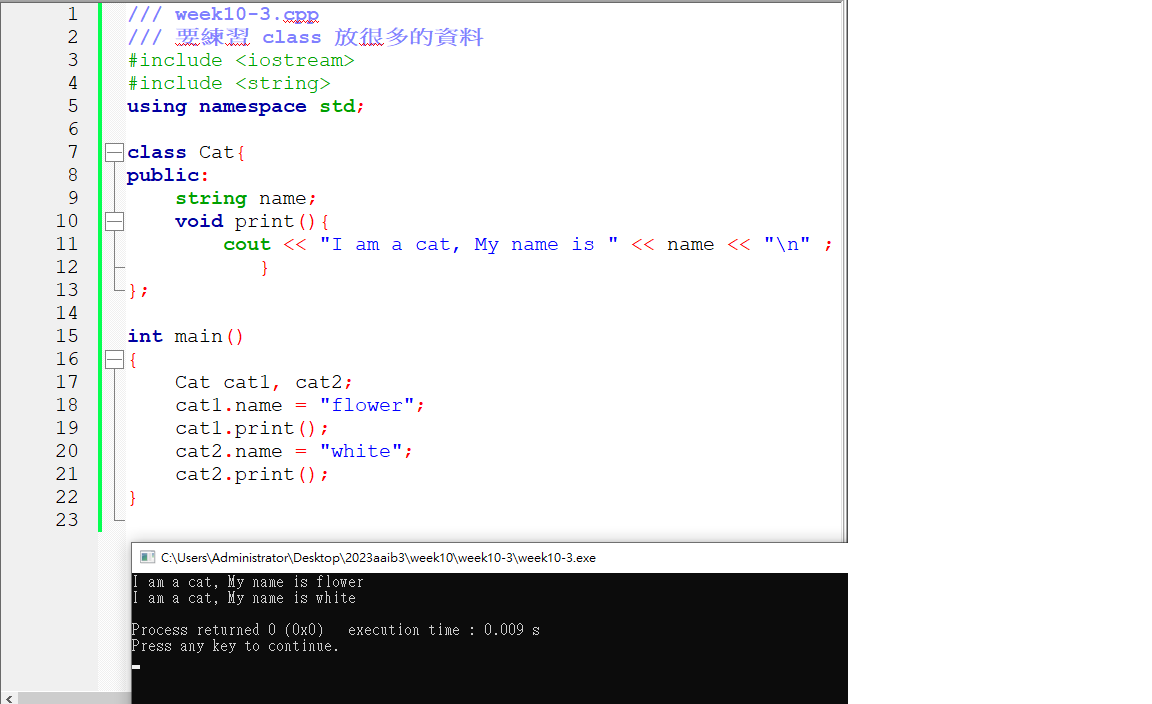 1 /// week10-3.cpp
2 /// 要練習 class 放很多的資料
3 #include <iostream>
4 #include <string>
5 using namespace std;
6
7 class Cat{
8 public:
9     string name;
10     void print(){
11         cout << "I am a cat, My name is " << name << "\n" ;
12            }
13 };
14
15 int main()
16 {
17     Cat cat1, cat2;
18     cat1.name = "flower";
19     cat1.print();
20     cat2.name = "white";
21     cat2.print();
22 }
23
C:\Users\Administrator\Desktop\2023aaib3\week10\week10-3\week10-3.exe
I am a cat, My name is flower
I am a cat, My name is white
Process returned 0 (0x0)   execution time : 0.009 s
Press any key to continue.